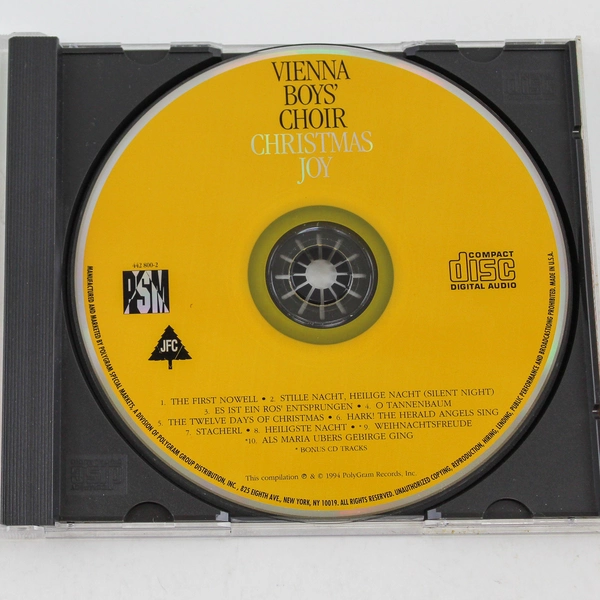 VIENNA
BOYS'
CHOIR
CHRISTMAS
JOY
442 800-2
PSM
JFC
COMPACT
disc
DIGITAL AUDIO
1. THE FIRST NOWELL • 2. STILLE NACHT, HEILIGE NACHT (SILENT NIGHT)
3. ES IST EIN ROS' ENTSPRUNGEN • 4. O TANNENBAUM
5. THE TWELVE DAYS OF CHRISTMAS • 6. HARK! THE HERALD ANGELS SING
7. STACHERL • 8. HEILIGSTE NACHT • *9. WEIHNACHTSFREUDE
*10. ALS MARIA UBERS GEBIRGE GING
* BONUS CD TRACKS
This compilation ℗ & © 1994 PolyGram Records, Inc.
MANUFACTURED AND MARKETED BY POLYGRAM SPECIAL MARKETS, A DIVISION OF POLYGRAM GROUP DISTRIBUTION, INC., 825 EIGHTH AVE., NEW YORK, NY 10019. ALL RIGHTS RESERVED. UNAUTHORIZED COPYING, REPRODUCTION, HIRING, LENDING, PUBLIC PERFORMANCE AND BROADCASTING PROHIBITED. MADE IN U.S.A.